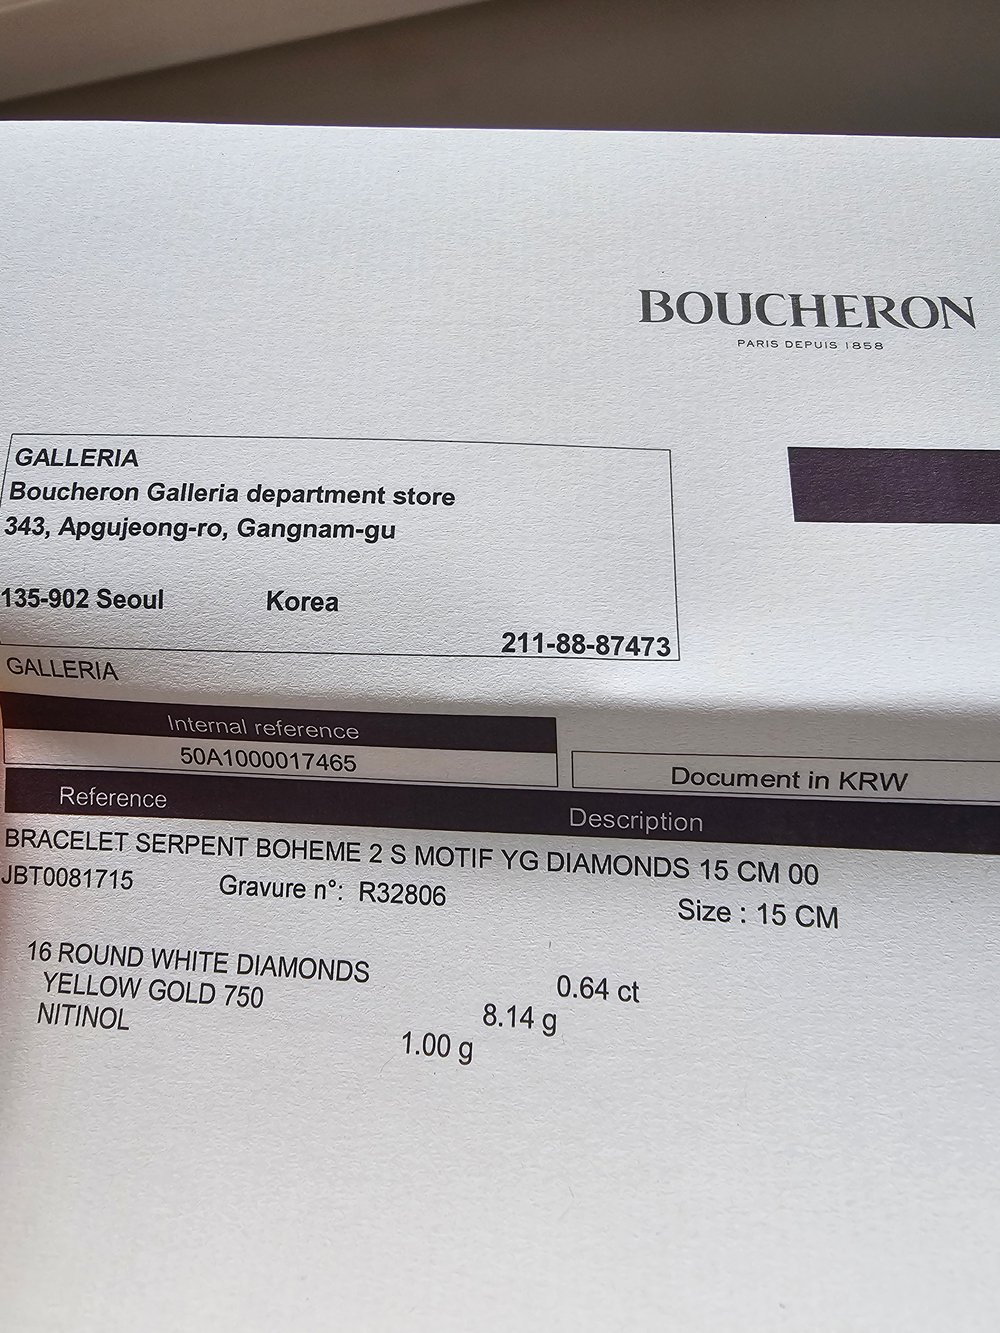 BOUCHERON
PARIS DEPUIS 1858
GALLERIA
Boucheron Galleria department store
343, Apgujeong-ro, Gangnam-gu
135-902 Seoul Korea
211-88-87473
GALLERIA
Internal reference
50A1000017465
Document in KRW
Reference Description
BRACELET SERPENT BOHEME 2 S MOTIF YG DIAMONDS 15 CM 00
JBT0081715 Gravure n°: R32806 Size : 15 CM
16 ROUND WHITE DIAMONDS 0.64 ct
YELLOW GOLD 750 8.14 g
NITINOL 1.00 g